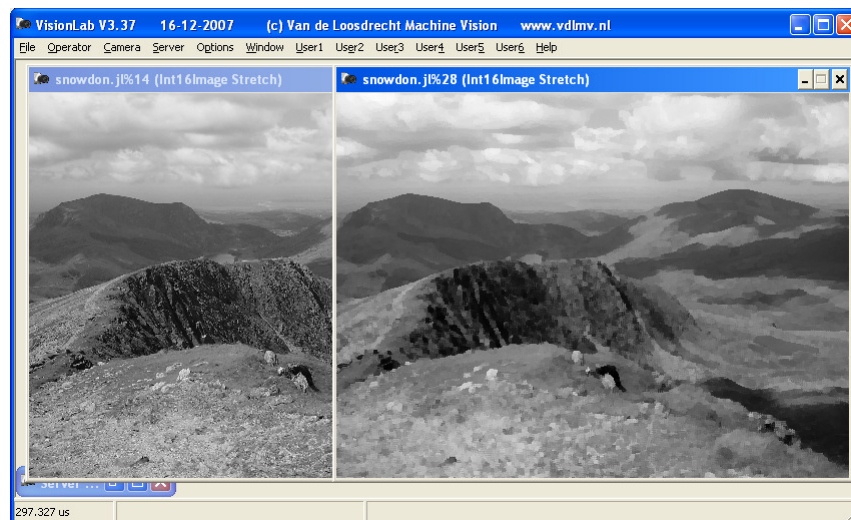 VisionLab V3.37 16-12-2007 (c) Van de Loosdrecht Machine Vision www.vdlmv.nl
File Operator Camera Server Options Window User1 User2 User3 User4 User5 User6 Help
snowdon.jl%14 (Int16Image Stretch)
snowdon.jl%28 (Int16Image Stretch)
Server ...
297.327 us